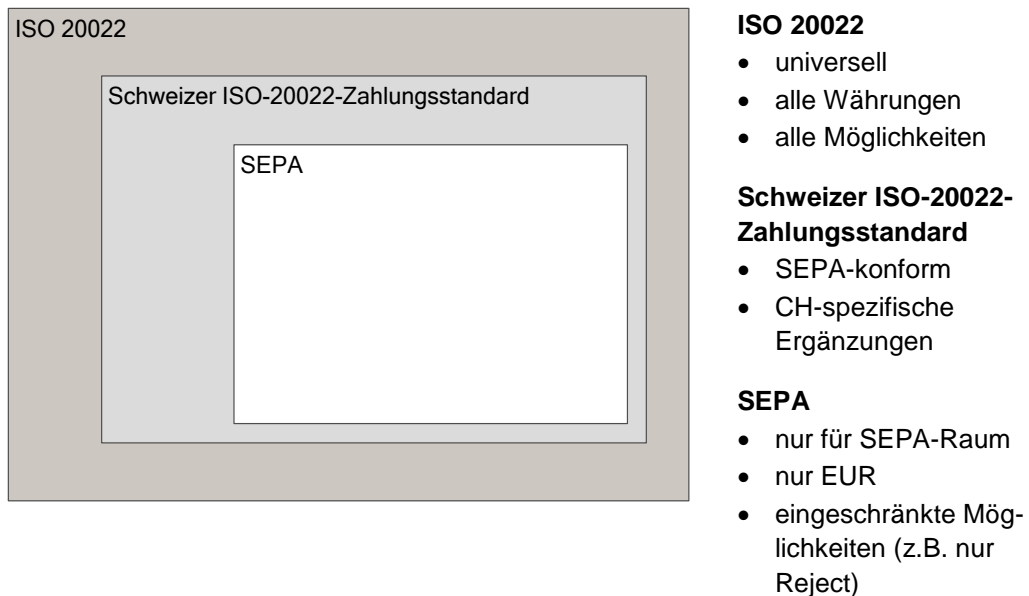 ISO 20022
Schweizer ISO-20022-Zahlungsstandard
SEPA
ISO 20022
• universell
• alle Währungen
• alle Möglichkeiten
Schweizer ISO-20022-
Zahlungsstandard
• SEPA-konform
• CH-spezifische
Ergänzungen
SEPA
• nur für SEPA-Raum
• nur EUR
• eingeschränkte Mög-
lichkeiten (z.B. nur
Reject)